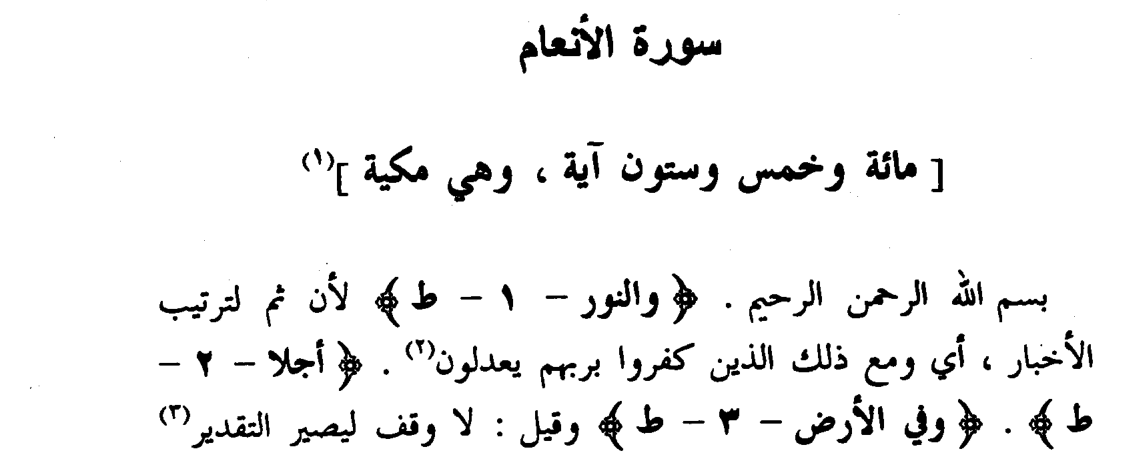 سورة الأنعام
[ مائة وخمس وستون آية ، وهي مكية ](١)
بسم الله الرحمن الرحيم . ﴿ والنور – ١ – ط ﴾ لأن ثم لترتيب
الأخبار ، أي ومع ذلك الذين كفروا بربهم يعدلون(٢) . ﴿ أجلا – ٢ –
ط ﴾ . ﴿ وفي الأرض – ٣ – ط ﴾ وقيل : لا وقف ليصير التقدير(٣)